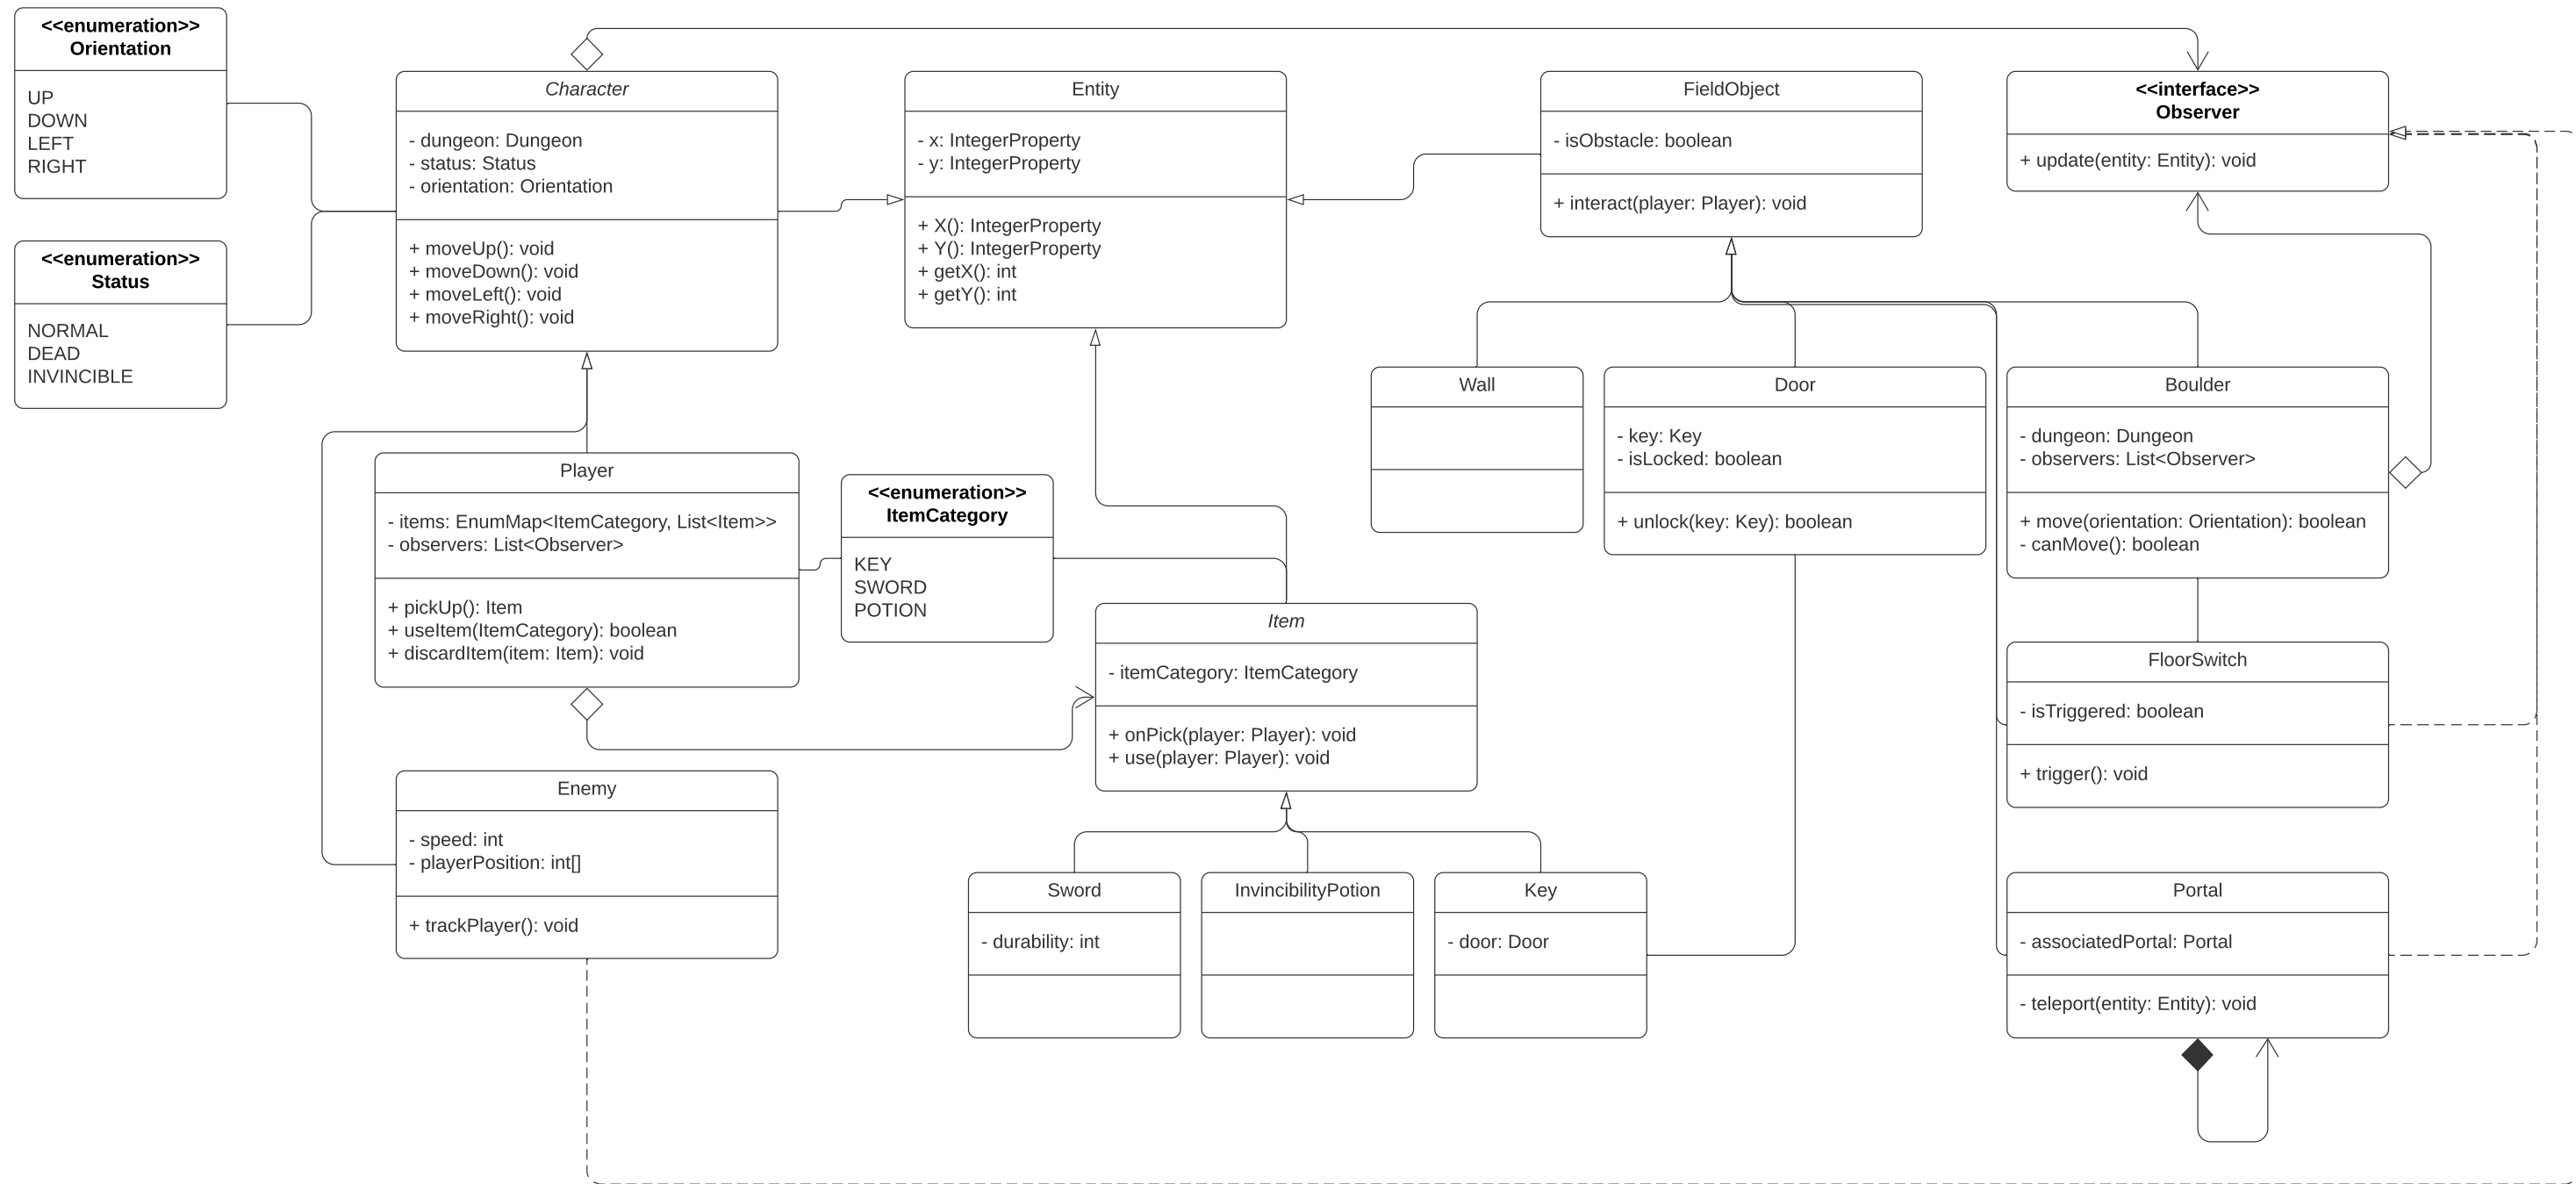 <<enumeration>>
Orientation
UP
DOWN
LEFT
RIGHT
<<enumeration>>
Status
NORMAL
DEAD
INVINCIBLE
Character
- dungeon: Dungeon
- status: Status
- orientation: Orientation
+ moveUp(): void
+ moveDown(): void
+ moveLeft(): void
+ moveRight(): void
Entity
- x: IntegerProperty
- y: IntegerProperty
+ X(): IntegerProperty
+ Y(): IntegerProperty
+ getX(): int
+ getY(): int
FieldObject
- isObstacle: boolean
+ interact(player: Player): void
<<interface>>
Observer
+ update(entity: Entity): void
Wall
Door
- key: Key
- isLocked: boolean
+ unlock(key: Key): boolean
Boulder
- dungeon: Dungeon
- observers: List<Observer>
+ move(orientation: Orientation): boolean
- canMove(): boolean
Player
- items: EnumMap<ItemCategory, List<Item>>
- observers: List<Observer>
+ pickUp(): Item
+ useItem(ItemCategory): boolean
+ discardItem(item: Item): void
<<enumeration>>
ItemCategory
KEY
SWORD
POTION
Item
- itemCategory: ItemCategory
+ onPick(player: Player): void
+ use(player: Player): void
FloorSwitch
- isTriggered: boolean
+ trigger(): void
Enemy
- speed: int
- playerPosition: int[]
+ trackPlayer(): void
Sword
- durability: int
InvincibilityPotion
Key
- door: Door
Portal
- associatedPortal: Portal
- teleport(entity: Entity): void